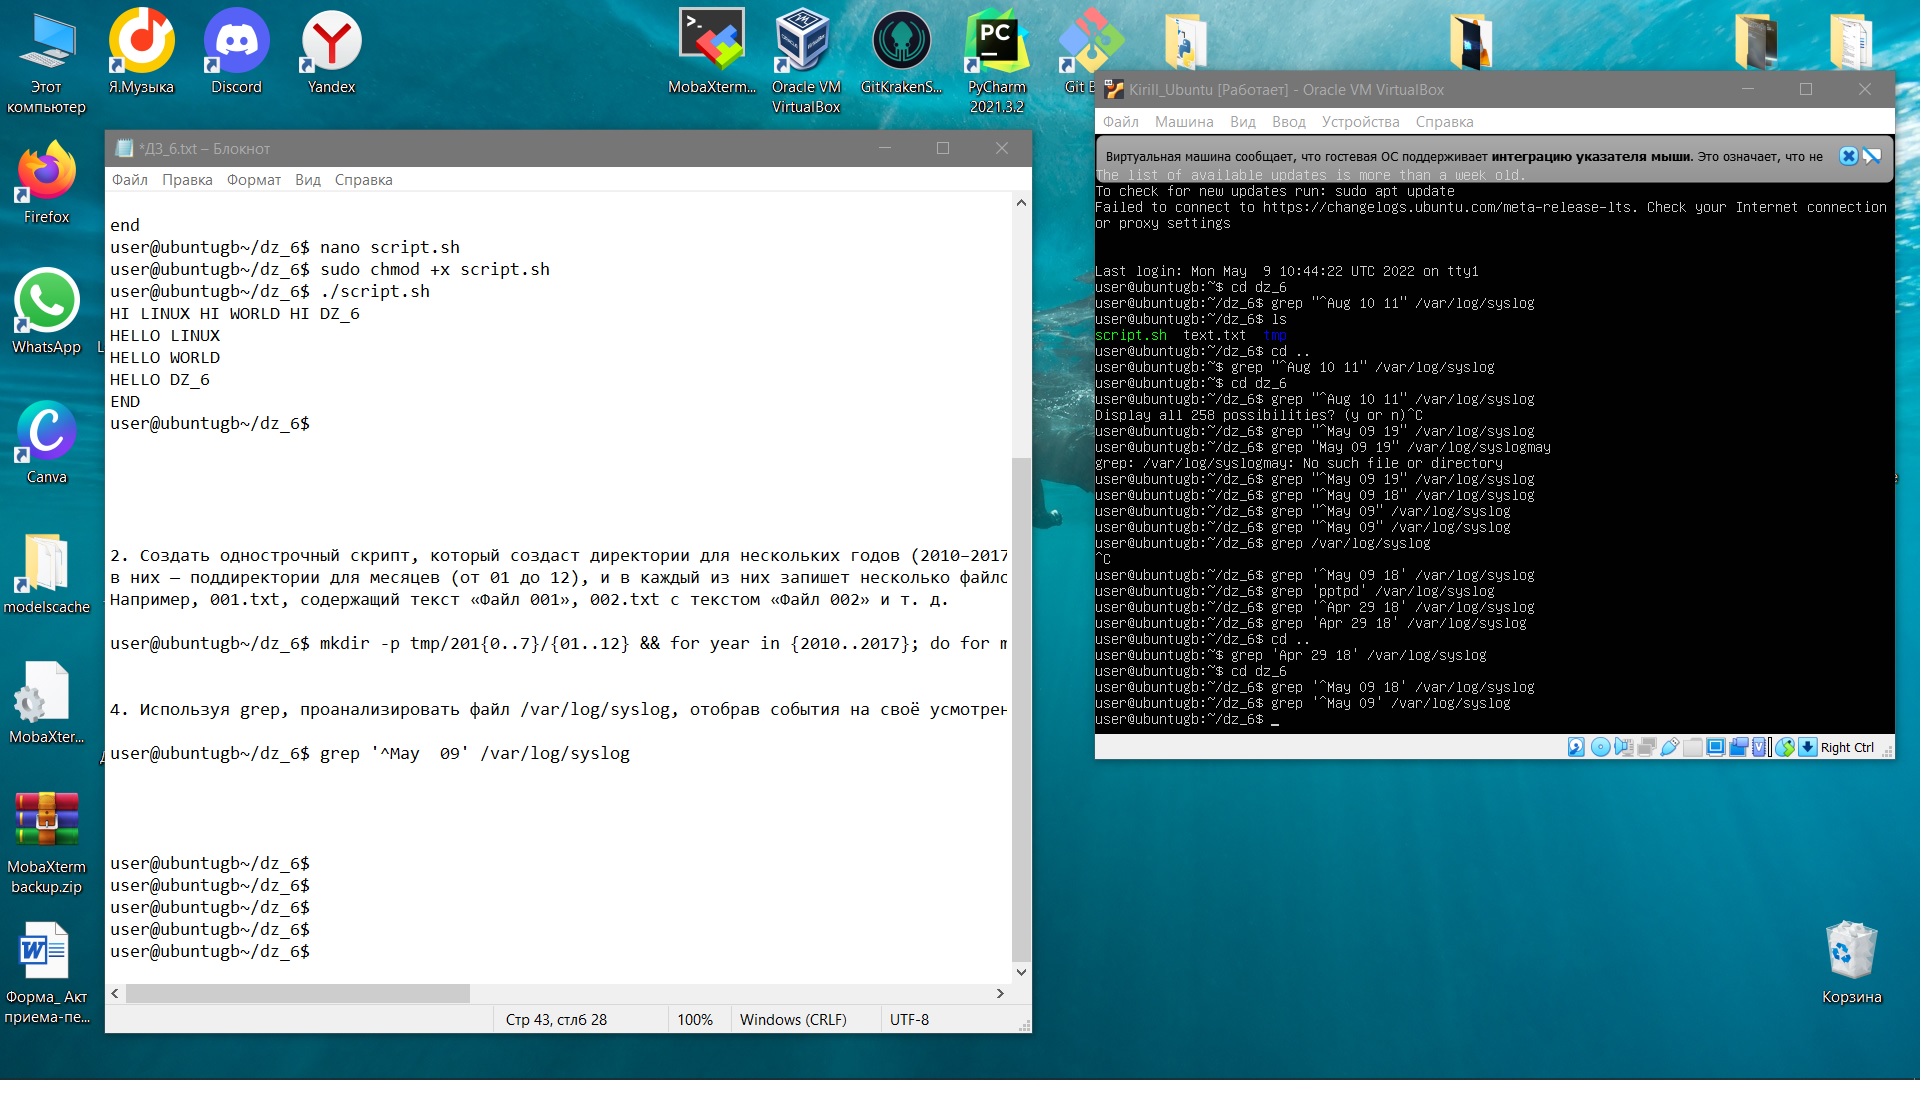 Этот компьютер
Я.Музыка
Discord
Yandex
MobaXterm...
Oracle VM VirtualBox
GitKrakenS...
PyCharm 2021.3.2
Firefox
WhatsApp
Canva
modelscache
MobaXter...
MobaXterm backup.zip
Форма_ Акт приема-пе...
Корзина
*ДЗ_6.txt – Блокнот
Файл Правка Формат Вид Справка
end
user@ubuntugb~/dz_6$ nano script.sh
user@ubuntugb~/dz_6$ sudo chmod +x script.sh
user@ubuntugb~/dz_6$ ./script.sh
HI LINUX HI WORLD HI DZ_6
HELLO LINUX
HELLO WORLD
HELLO DZ_6
END
user@ubuntugb~/dz_6$
2. Создать однострочный скрипт, который создаст директории для нескольких годов (2010–2017
в них — поддиректории для месяцев (от 01 до 12), и в каждый из них запишет несколько файло
Например, 001.txt, содержащий текст «Файл 001», 002.txt с текстом «Файл 002» и т. д.
user@ubuntugb~/dz_6$ mkdir -p tmp/201{0..7}/{01..12} && for year in {2010..2017}; do for m
4. Используя grep, проанализировать файл /var/log/syslog, отобрав события на своё усмотрен
user@ubuntugb~/dz_6$ grep '^May  09' /var/log/syslog
user@ubuntugb~/dz_6$
user@ubuntugb~/dz_6$
user@ubuntugb~/dz_6$
user@ubuntugb~/dz_6$
user@ubuntugb~/dz_6$
Стр 43, стлб 28 100% Windows (CRLF) UTF-8
Kirill_Ubuntu [Работает] - Oracle VM VirtualBox
Файл Машина Вид Ввод Устройства Справка
Виртуальная машина сообщает, что гостевая ОС поддерживает интеграцию указателя мыши. Это означает, что не
The list of available updates is more than a week old.
To check for new updates run: sudo apt update
Failed to connect to https://changelogs.ubuntu.com/meta-release-lts. Check your Internet connection
or proxy settings
Last login: Mon May  9 10:44:22 UTC 2022 on tty1
user@ubuntugb:~$ cd dz_6
user@ubuntugb:~/dz_6$ grep "^Aug 10 11" /var/log/syslog
user@ubuntugb:~/dz_6$ ls
script.sh  text.txt  tmp
user@ubuntugb:~/dz_6$ cd ..
user@ubuntugb:~$ grep "^Aug 10 11" /var/log/syslog
user@ubuntugb:~$ cd dz_6
user@ubuntugb:~/dz_6$ grep "^Aug 10 11" /var/log/syslog
Display all 258 possibilities? (y or n)^C
user@ubuntugb:~/dz_6$ grep "^May 09 19" /var/log/syslog
user@ubuntugb:~/dz_6$ grep "May 09 19" /var/log/syslogmay
grep: /var/log/syslogmay: No such file or directory
user@ubuntugb:~/dz_6$ grep "^May 09 19" /var/log/syslog
user@ubuntugb:~/dz_6$ grep "^May 09 18" /var/log/syslog
user@ubuntugb:~/dz_6$ grep "^May 09" /var/log/syslog
user@ubuntugb:~/dz_6$ grep "^May 09" /var/log/syslog
user@ubuntugb:~/dz_6$ grep /var/log/syslog
^C
user@ubuntugb:~/dz_6$ grep '^May 09 18' /var/log/syslog
user@ubuntugb:~/dz_6$ grep 'pptpd' /var/log/syslog
user@ubuntugb:~/dz_6$ grep '^Apr 29 18' /var/log/syslog
user@ubuntugb:~/dz_6$ grep 'Apr 29 18' /var/log/syslog
user@ubuntugb:~/dz_6$ cd ..
user@ubuntugb:~$ grep 'Apr 29 18' /var/log/syslog
user@ubuntugb:~$ cd dz_6
user@ubuntugb:~/dz_6$ grep '^May 09 18' /var/log/syslog
user@ubuntugb:~/dz_6$ grep '^May 09' /var/log/syslog
user@ubuntugb:~/dz_6$ _
Right Ctrl